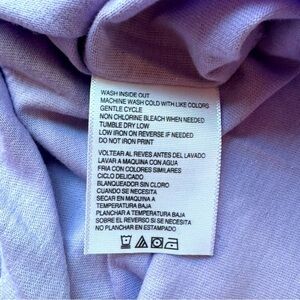 WASH INSIDE OUT
MACHINE WASH COLD WITH LIKE COLORS
GENTLE CYCLE
NON CHLORINE BLEACH WHEN NEEDED
TUMBLE DRY LOW
LOW IRON ON REVERSE IF NEEDED
DO NOT IRON PRINT
VOLTEAR AL REVES ANTES DEL LAVADO
LAVAR A MAQUINA CON AGUA
FRIA CON COLORES SIMILARES
CICLO DELICADO
BLANQUEADOR SIN CLORO
CUANDO SE NECESITA
SECAR EN MAQUINA A
TEMPERATURA BAJA
PLANCHAR A TEMPERATURA BAJA
SOBRE EL REVERSO SI SE NECESITA
NO PLANCHAR EN ESTAMPADO